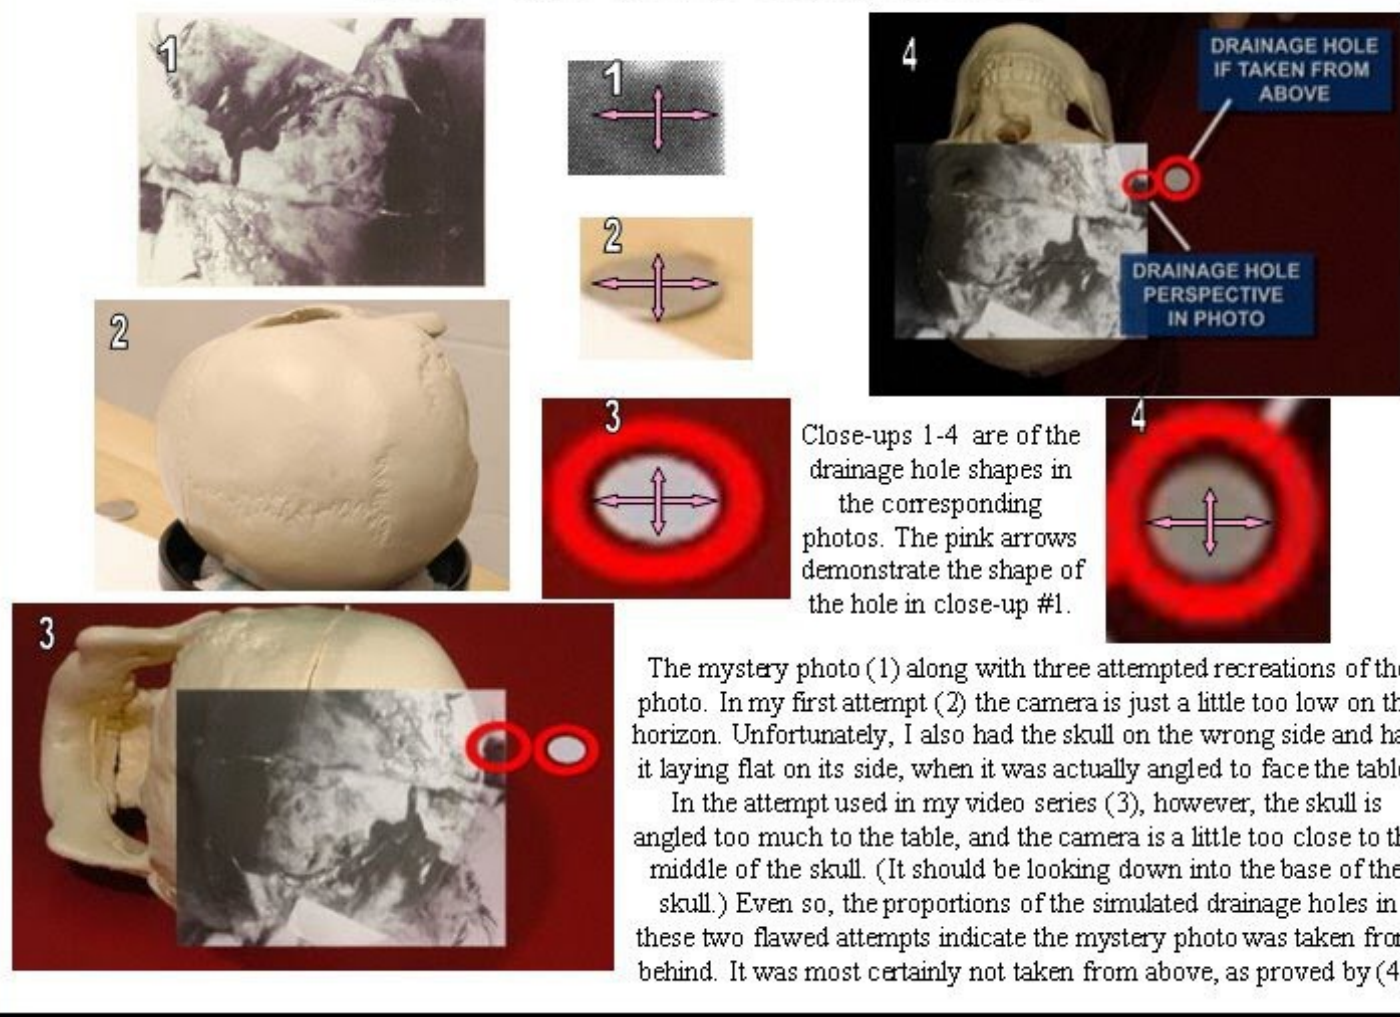 1
1
4
DRAINAGE HOLE
IF TAKEN FROM
ABOVE
2
DRAINAGE HOLE
PERSPECTIVE
IN PHOTO
2
3
4
Close-ups 1-4 are of the
drainage hole shapes in
the corresponding
photos. The pink arrows
demonstrate the shape of
the hole in close-up #1.
3
The mystery photo (1) along with three attempted recreations of the
photo. In my first attempt (2) the camera is just a little too low on th
horizon. Unfortunately, I also had the skull on the wrong side and ha
it laying flat on its side, when it was actually angled to face the table
In the attempt used in my video series (3), however, the skull is
angled too much to the table, and the camera is a little too close to th
middle of the skull. (It should be looking down into the base of the
skull.) Even so, the proportions of the simulated drainage holes in
these two flawed attempts indicate the mystery photo was taken from
behind. It was most certainly not taken from above, as proved by (4